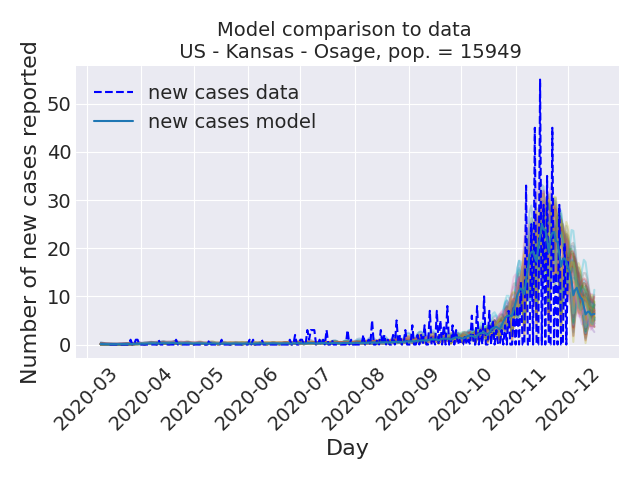 Model comparison to data
US - Kansas - Osage, pop. = 15949
Number of new cases reported
50
40
30
20
10
0
new cases data
new cases model
2020-03
2020-04
2020-05
2020-06
2020-07
2020-08
2020-09
2020-10
2020-11
2020-12
Day